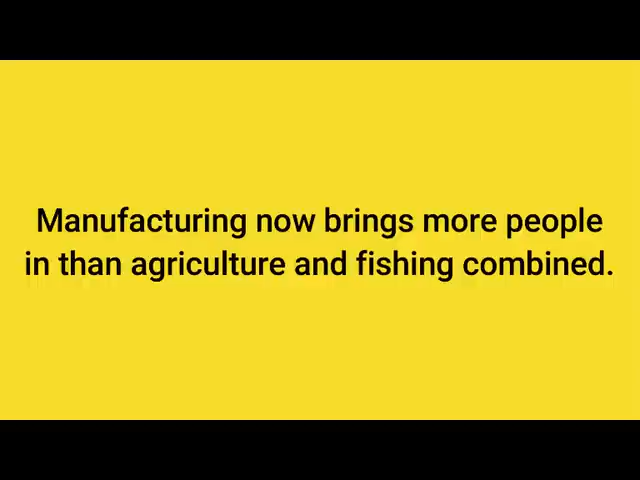 Manufacturing now brings more people
in than agriculture and fishing combined.